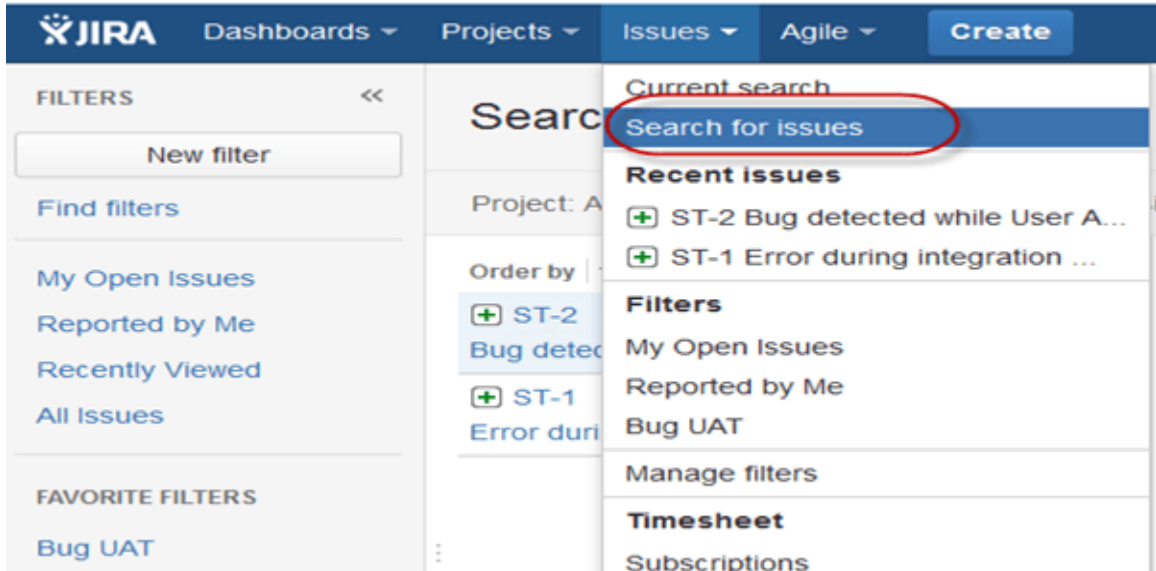 JIRA Dashboards Projects Issues Agile Create
FILTERS
New filter
Find filters
My Open Issues
Reported by Me
Recently Viewed
All Issues
FAVORITE FILTERS
Bug UAT
Searc
Project: A
Order by
ST-2
Bug detec
ST-1
Error duri
Current search
Search for issues
Recent issues
ST-2 Bug detected while User A...
ST-1 Error during integration ...
Filters
My Open Issues
Reported by Me
Bug UAT
Manage filters
Timesheet
Subscriptions